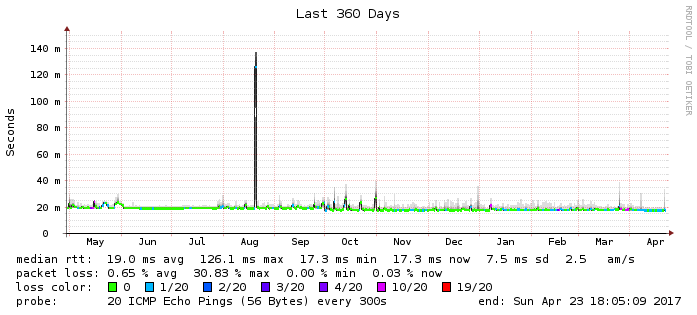 Last 360 Days
RRDTOOL / TOBI OETIKER
Seconds
140 m
120 m
100 m
80 m
60 m
40 m
20 m
0
May Jun Jul Aug Sep Oct Nov Dec Jan Feb Mar Apr
median rtt: 19.0 ms avg 126.1 ms max 17.3 ms min 17.3 ms now 7.5 ms sd 2.5 am/s
packet loss: 0.65 % avg 30.83 % max 0.00 % min 0.03 % now
loss color: 0 1/20 2/20 3/20 4/20 10/20 19/20
probe: 20 ICMP Echo Pings (56 Bytes) every 300s end: Sun Apr 23 18:05:09 2017